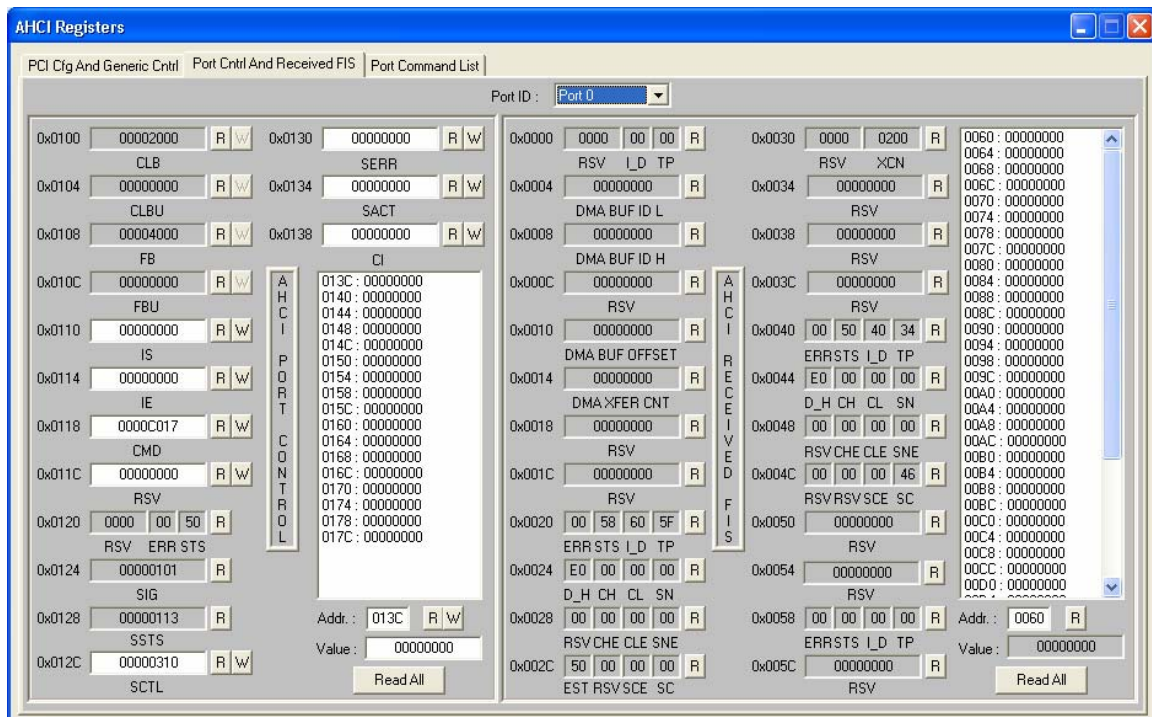 AHCI Registers
PCI Cfg And Generic Cntrl Port Cntrl And Received FIS Port Command List
Port ID : Port 0
0x0100 00002000 R W
CLB
0x0104 00000000 R W
CLBU
0x0108 00004000 R W
FB
0x010C 00000000 R W
FBU
0x0110 00000000 R W
IS
0x0114 00000000 R W
IE
0x0118 0000C017 R W
CMD
0x011C 00000000 R W
RSV
0x0120 0000 00 50 R
RSV ERR STS
0x0124 00000101 R
SIG
0x0128 00000113 R
SSTS
0x012C 00000310 R W
SCTL
0x0130 00000000 R W
SERR
0x0134 00000000 R W
SACT
0x0138 00000000 R W
CI
AHCI PORT CONTROL
013C : 00000000
0140 : 00000000
0144 : 00000000
0148 : 00000000
014C : 00000000
0150 : 00000000
0154 : 00000000
0158 : 00000000
015C : 00000000
0160 : 00000000
0164 : 00000000
0168 : 00000000
016C : 00000000
0170 : 00000000
0174 : 00000000
0178 : 00000000
017C : 00000000
Addr. : 013C R W
Value : 00000000
Read All
0x0000 0000 00 00 R
RSV I_D TP
0x0004 00000000 R
DMA BUF ID L
0x0008 00000000 R
DMA BUF ID H
0x000C 00000000 R
RSV
0x0010 00000000 R
DMA BUF OFFSET
0x0014 00000000 R
DMA XFER CNT
0x0018 00000000 R
RSV
0x001C 00000000 R
RSV
0x0020 00 58 60 5F R
ERR STS I_D TP
0x0024 E0 00 00 00 R
D_H CH CL SN
0x0028 00 00 00 00 R
RSV CHE CLE SNE
0x002C 50 00 00 00 R
EST RSV SCE SC
AHCI RECEIVED FIS
0x0030 0000 0200 R
RSV XCN
0x0034 00000000 R
RSV
0x0038 00000000 R
RSV
0x003C 00000000 R
RSV
0x0040 00 50 40 34 R
ERR STS I_D TP
0x0044 E0 00 00 00 R
D_H CH CL SN
0x0048 00 00 00 00 R
RSV CHE CLE SNE
0x004C 00 00 00 46 R
RSV RSV SCE SC
0x0050 00000000 R
RSV
0x0054 00000000 R
RSV
0x0058 00 00 00 00 R
ERR STS I_D TP
0x005C 00000000 R
RSV
0060 : 00000000
0064 : 00000000
0068 : 00000000
006C : 00000000
0070 : 00000000
0074 : 00000000
0078 : 00000000
007C : 00000000
0080 : 00000000
0084 : 00000000
0088 : 00000000
008C : 00000000
0090 : 00000000
0094 : 00000000
0098 : 00000000
009C : 00000000
00A0 : 00000000
00A4 : 00000000
00A8 : 00000000
00AC : 00000000
00B0 : 00000000
00B4 : 00000000
00B8 : 00000000
00BC : 00000000
00C0 : 00000000
00C4 : 00000000
00C8 : 00000000
00CC : 00000000
00D0 : 00000000
Addr. : 0060 R
Value : 00000000
Read All